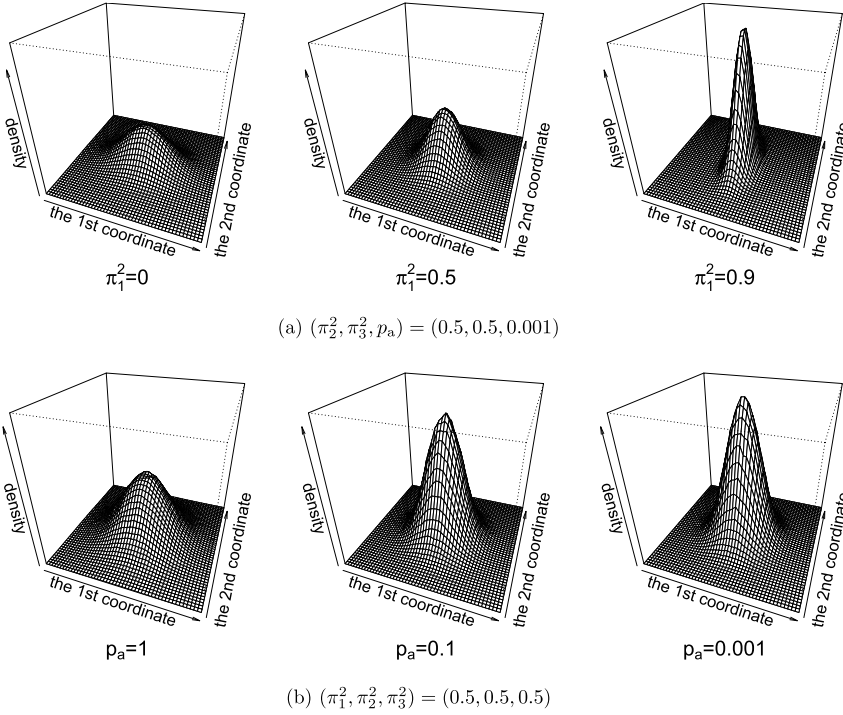 density
the 1st coordinate
the 2nd coordinate
π₁²=0
density
the 1st coordinate
the 2nd coordinate
π₁²=0.5
density
the 1st coordinate
the 2nd coordinate
π₁²=0.9
(a) (π₂², π₃², pₐ) = (0.5, 0.5, 0.001)
density
the 1st coordinate
the 2nd coordinate
pₐ=1
density
the 1st coordinate
the 2nd coordinate
pₐ=0.1
density
the 1st coordinate
the 2nd coordinate
pₐ=0.001
(b) (π₁², π₂², π₃²) = (0.5, 0.5, 0.5)